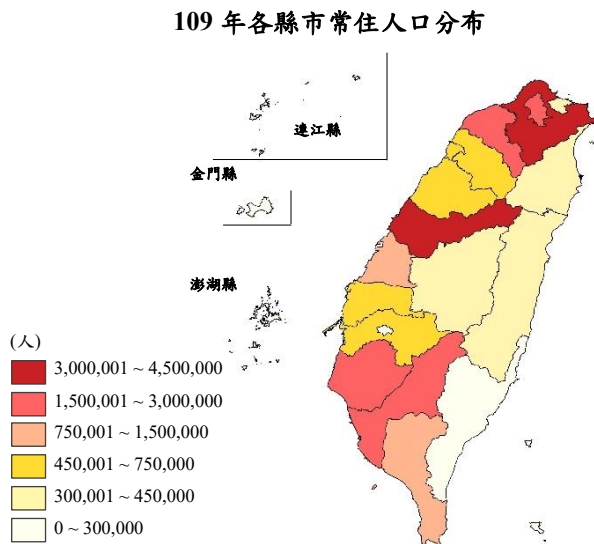 109 年各縣市常住人口分布
連江縣
金門縣
澎湖縣
(人)
3,000,001 ~ 4,500,000
1,500,001 ~ 3,000,000
750,001 ~ 1,500,000
450,001 ~ 750,000
300,001 ~ 450,000
0 ~ 300,000